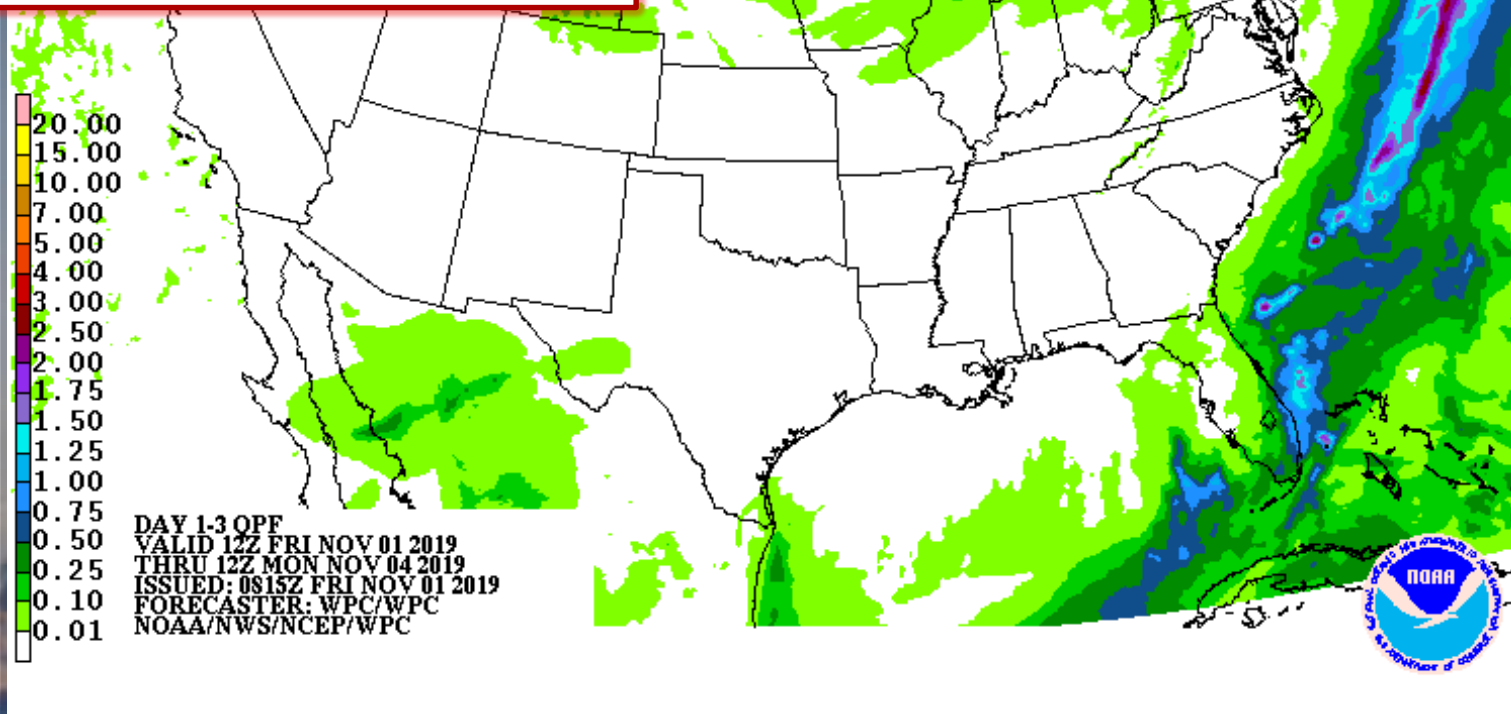 20.00
15.00
10.00
7.00
5.00
4.00
3.00
2.50
2.00
1.75
1.50
1.25
1.00
0.75
0.50
0.25
0.10
0.01
DAY 1-3 QPF
VALID 12Z FRI NOV 01 2019
THRU 12Z MON NOV 04 2019
ISSUED: 0815Z FRI NOV 01 2019
FORECASTER: WPC/WPC
NOAA/NWS/NCEP/WPC
NOAA